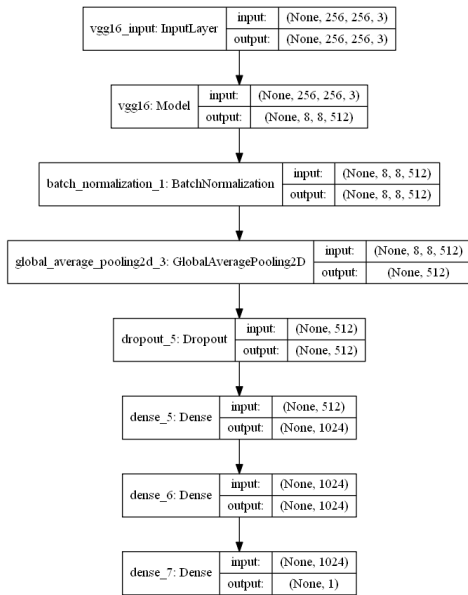 vgg16_input: InputLayer
input: (None, 256, 256, 3)
output: (None, 256, 256, 3)
vgg16: Model
input: (None, 256, 256, 3)
output: (None, 8, 8, 512)
batch_normalization_1: BatchNormalization
input: (None, 8, 8, 512)
output: (None, 8, 8, 512)
global_average_pooling2d_3: GlobalAveragePooling2D
input: (None, 8, 8, 512)
output: (None, 512)
dropout_5: Dropout
input: (None, 512)
output: (None, 512)
dense_5: Dense
input: (None, 512)
output: (None, 1024)
dense_6: Dense
input: (None, 1024)
output: (None, 1024)
dense_7: Dense
input: (None, 1024)
output: (None, 1)